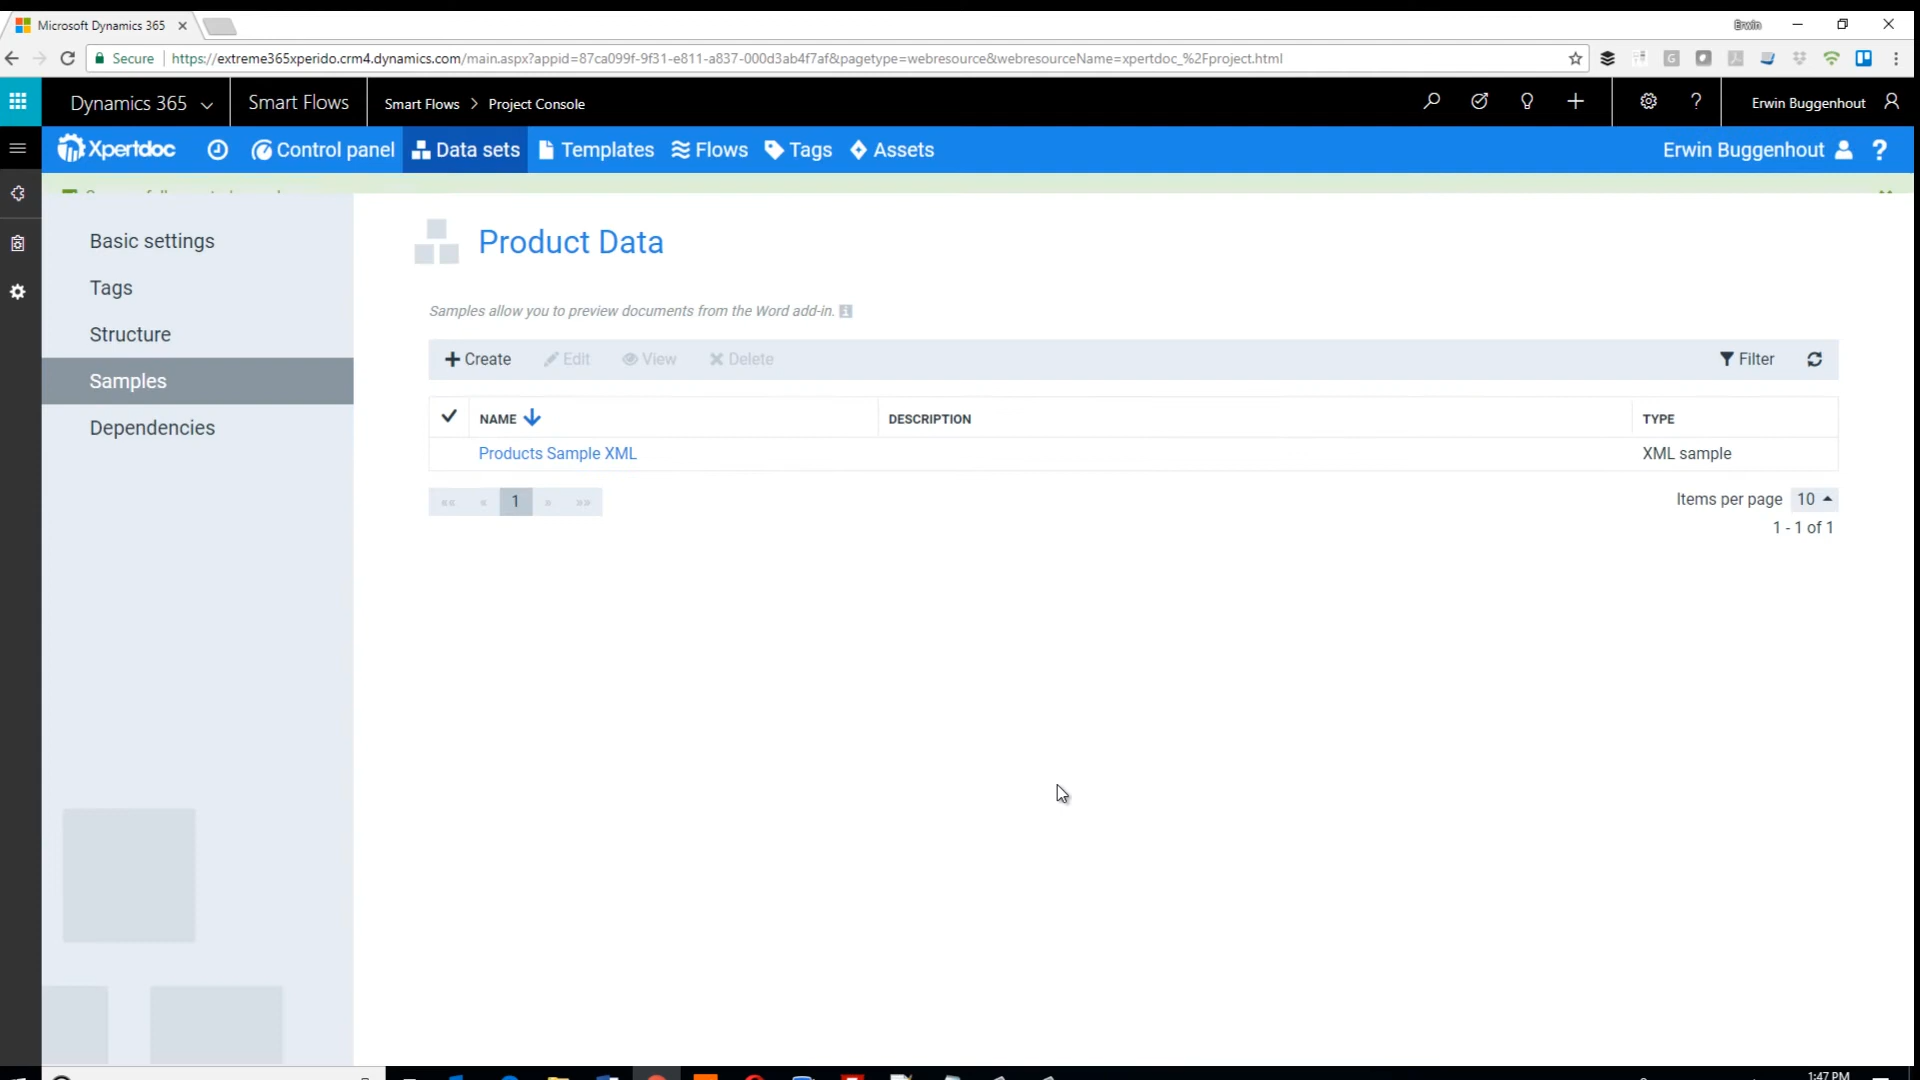 Microsoft Dynamics 365
Erwin
Secure
https://extreme365xperido.crm4.dynamics.com/main.aspx?appid=87ca099f-9f31-e811-a837-000d3ab4f7af&pagetype=webresource&webresourceName=xpertdoc_%2Fproject.html
Dynamics 365
Smart Flows
Smart Flows > Project Console
Erwin Buggenhout
Xpertdoc
Control panel
Data sets
Templates
Flows
Tags
Assets
Erwin Buggenhout
Basic settings
Tags
Structure
Samples
Dependencies
Product Data
Samples allow you to preview documents from the Word add-in.
Create
Edit
View
Delete
Filter
NAME
DESCRIPTION
TYPE
Products Sample XML
XML sample
«« « 1 » »»
Items per page 10
1 - 1 of 1
1:47 PM